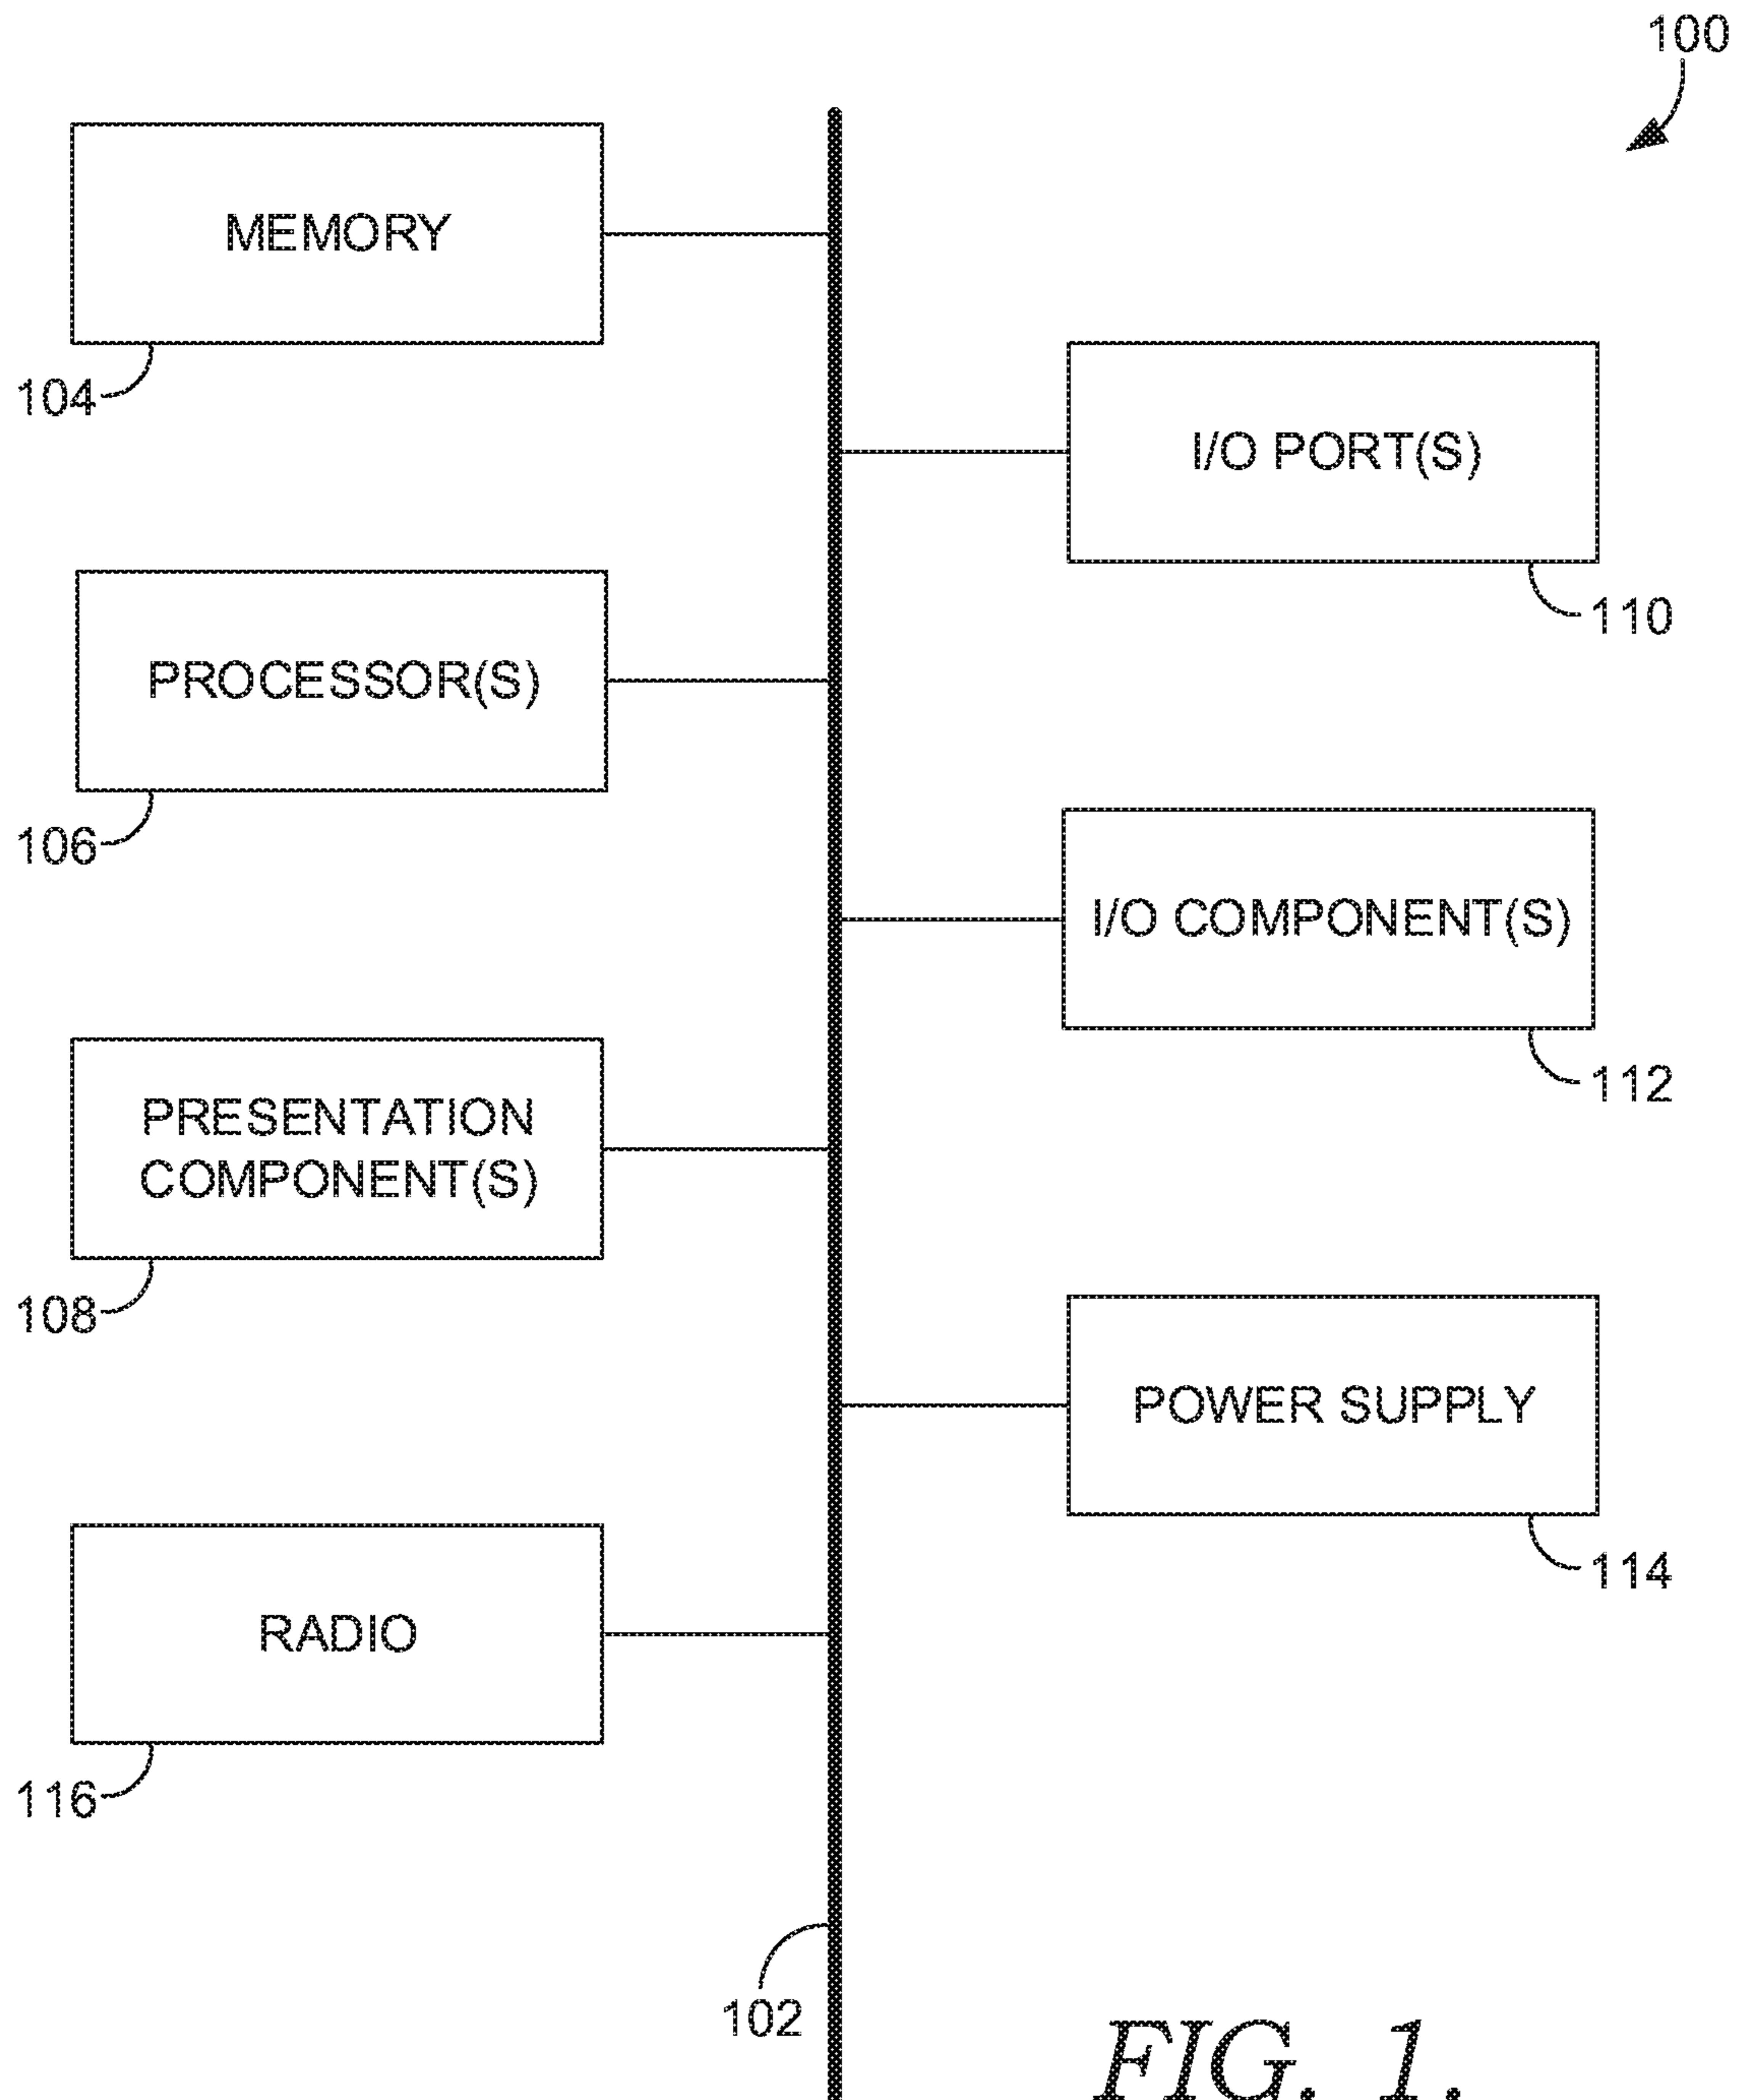 100
MEMORY
104
I/O PORT(S)
110
PROCESSOR(S)
106
I/O COMPONENT(S)
112
PRESENTATION
COMPONENT(S)
108
POWER SUPPLY
114
RADIO
116
102
FIG. 1.